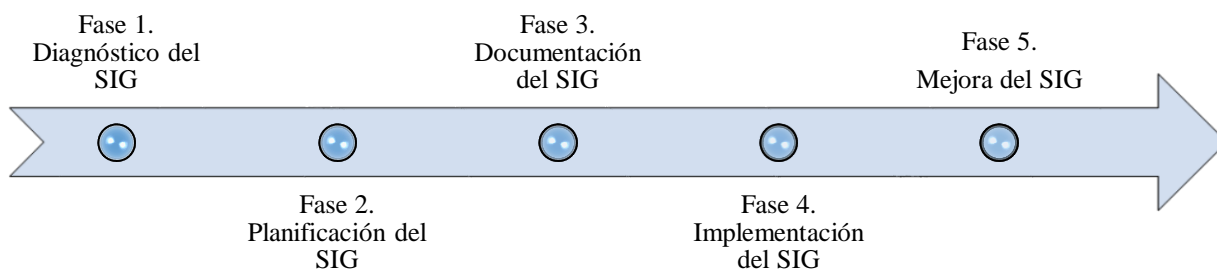 Fase 1.
Diagnóstico del
SIG
Fase 2.
Planificación del
SIG
Fase 3.
Documentación
del SIG
Fase 4.
Implementación
del SIG
Fase 5.
Mejora del SIG